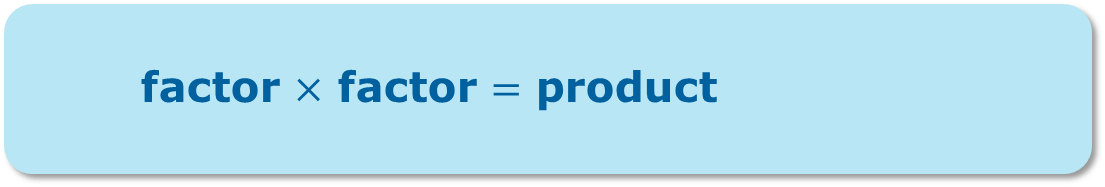 factor × factor = product